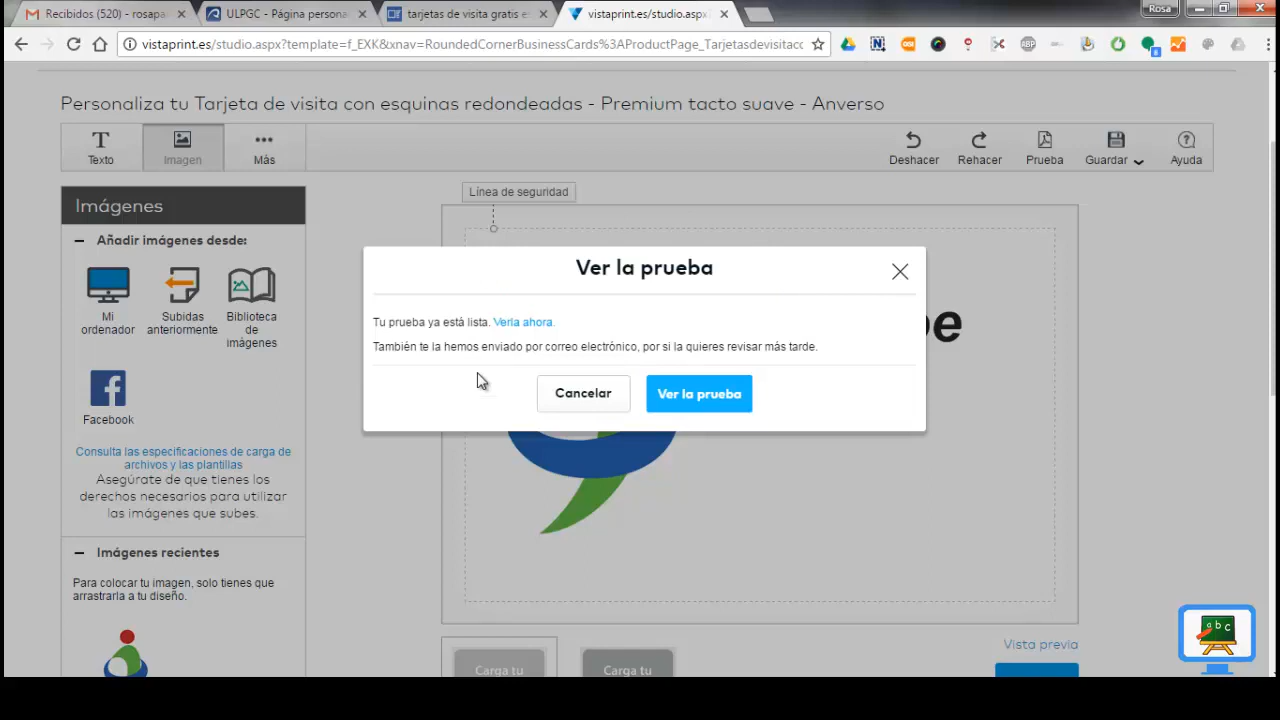 Recibidos (520) - rosapa
ULPGC - Página persona
tarjetas de visita gratis e
vistaprint.es/studio.aspx
Rosa
vistaprint.es/studio.aspx?template=f_EXK&xnav=RoundedCornerBusinessCards%3AProductPage_Tarjetasdevisitacc
Personaliza tu Tarjeta de visita con esquinas redondeadas - Premium tacto suave - Anverso
Texto
Imagen
Más
Deshacer
Rehacer
Prueba
Guardar
Ayuda
Línea de seguridad
Imágenes
Añadir imágenes desde:
Mi ordenador
Subidas anteriormente
Biblioteca de imágenes
Facebook
Consulta las especificaciones de carga de
archivos y las plantillas
Asegúrate de que tienes los
derechos necesarios para utilizar
las imágenes que subes.
Imágenes recientes
Para colocar tu imagen, solo tienes que
arrastrarla a tu diseño.
Ver la prueba
Tu prueba ya está lista. Verla ahora.
También te la hemos enviado por correo electrónico, por si la quieres revisar más tarde.
Cancelar
Ver la prueba
Carga tu
Carga tu
Vista previa
abc